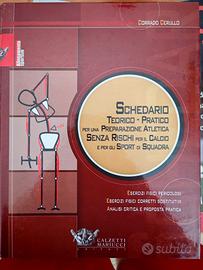 Corrado Cerullo
Schedario
Teorico - Pratico
per una Preparazione Atletica
Senza Rischi per il Calcio
e per gli Sport di Squadra
Esercizi fisici pericolosi
Esercizi fisici corretti sostitutivi
Analisi critica e proposta pratica
Calzetti
Mariucci
Editori
subito